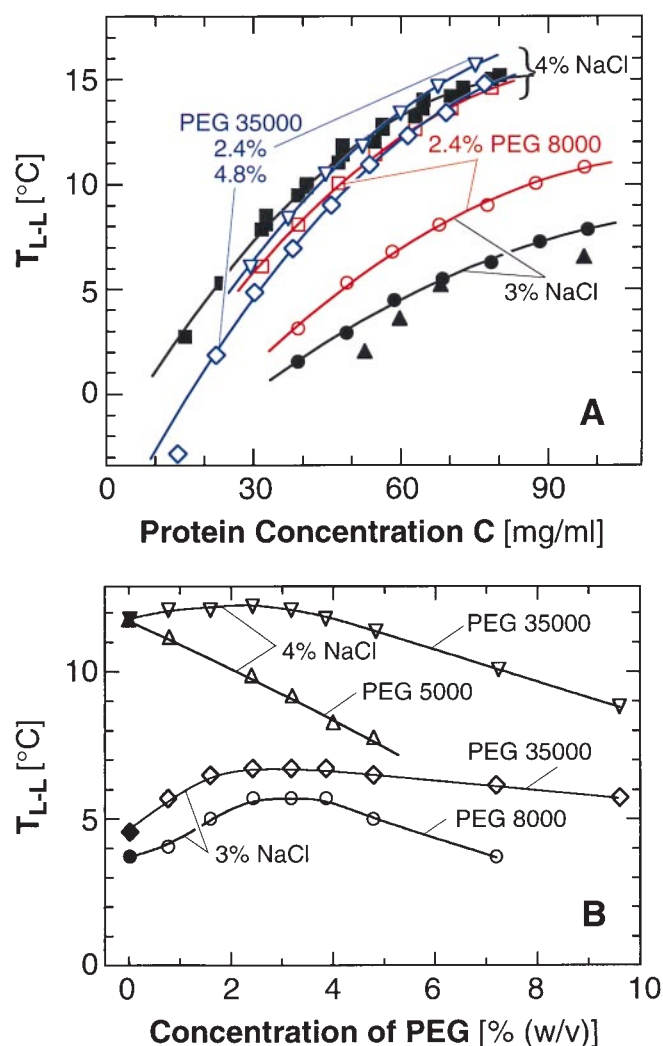 15
10
5
0
T L-L [°C]
PEG 35000
2.4%
4.8%
4% NaCl
2.4% PEG 8000
3% NaCl
A
0 30 60 90
Protein Concentration C [mg/ml]
10
5
0
T L-L [°C]
PEG 35000
4% NaCl
PEG 5000
PEG 35000
PEG 8000
3% NaCl
B
0 2 4 6 8 10
Concentration of PEG [% (w/v)]